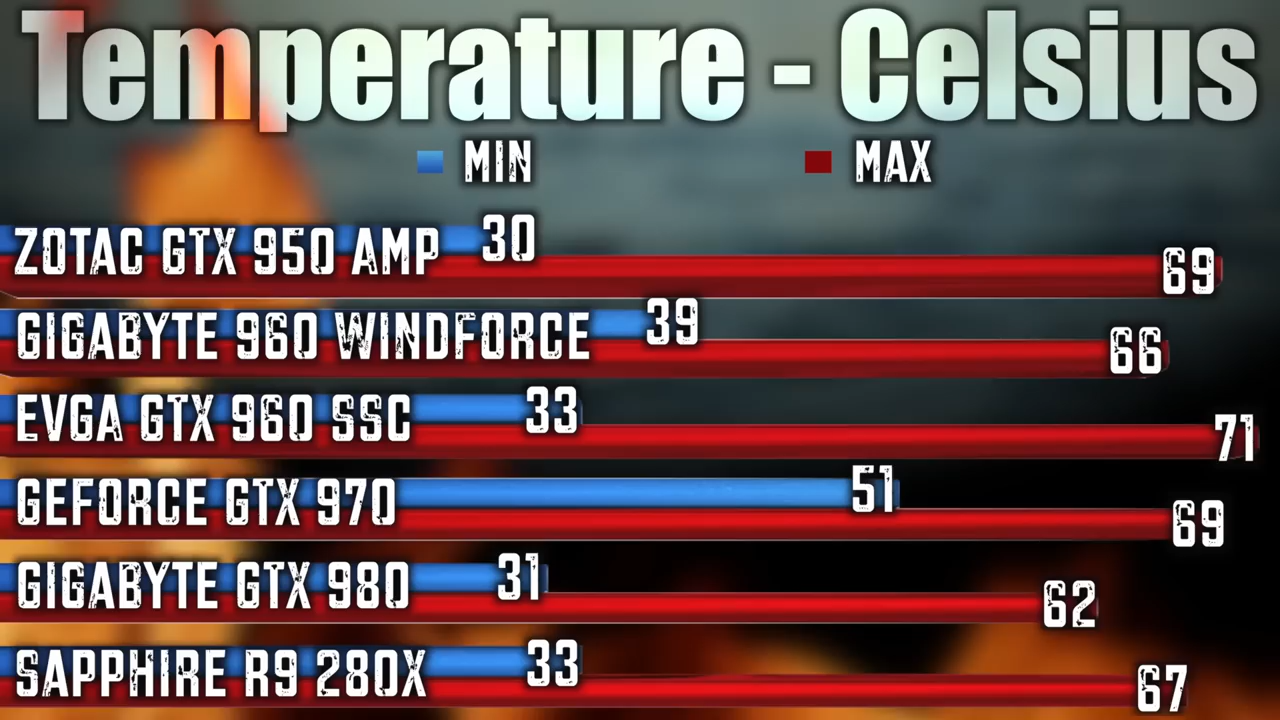 Temperature - Celsius
MIN MAX
ZOTAC GTX 950 AMP 30
69
GIGABYTE 960 WINDFORCE 39
66
EVGA GTX 960 SSC 33
71
GEFORCE GTX 970 51
69
GIGABYTE GTX 980 31
62
SAPPHIRE R9 280X 33
67